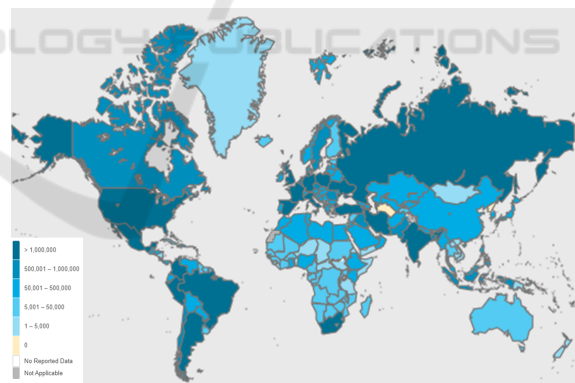 LOGY PUBLICATIONS
> 1,000,000
500,001 – 1,000,000
50,001 – 500,000
5,001 – 50,000
1 – 5,000
0
No Reported Data
Not Applicable